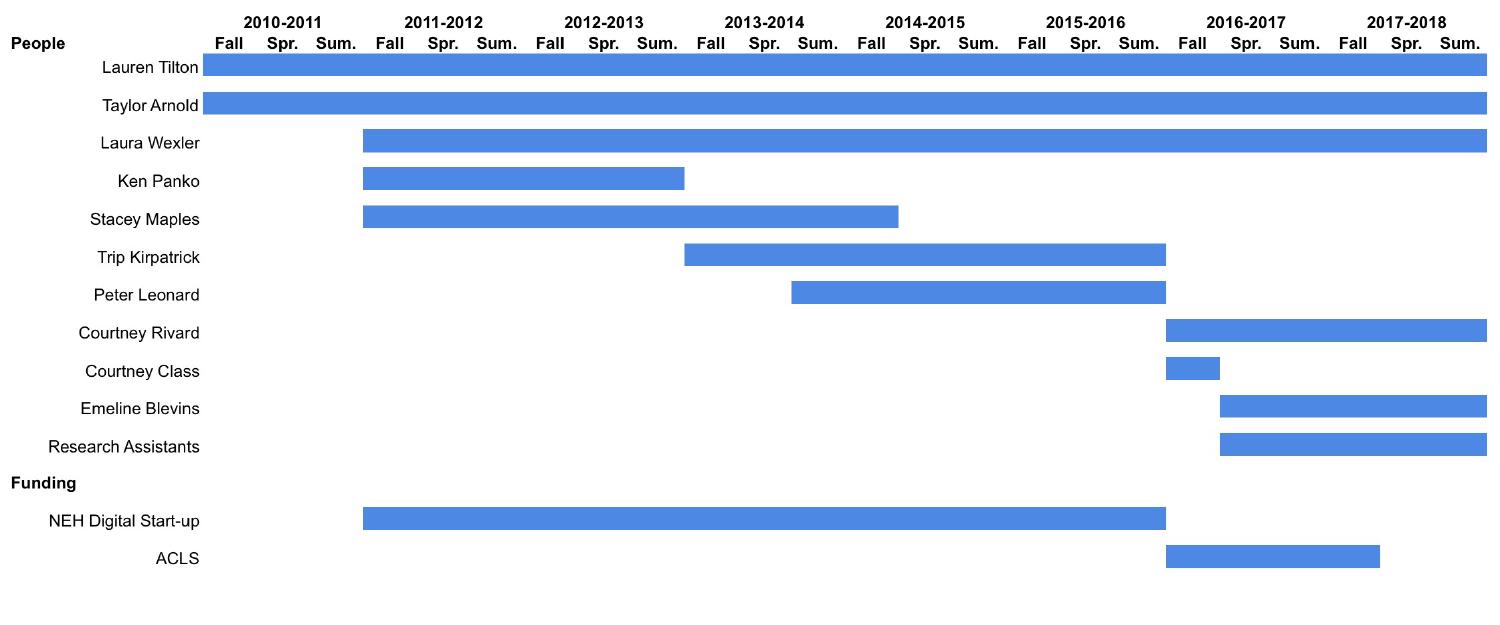 2010-2011 2011-2012 2012-2013 2013-2014 2014-2015 2015-2016 2016-2017 2017-2018
People Fall Spr. Sum. Fall Spr. Sum. Fall Spr. Sum. Fall Spr. Sum. Fall Spr. Sum. Fall Spr. Sum. Fall Spr. Sum. Fall Spr. Sum.
Lauren Tilton
Taylor Arnold
Laura Wexler
Ken Panko
Stacey Maples
Trip Kirpatrick
Peter Leonard
Courtney Rivard
Courtney Class
Emeline Blevins
Research Assistants
Funding
NEH Digital Start-up
ACLS